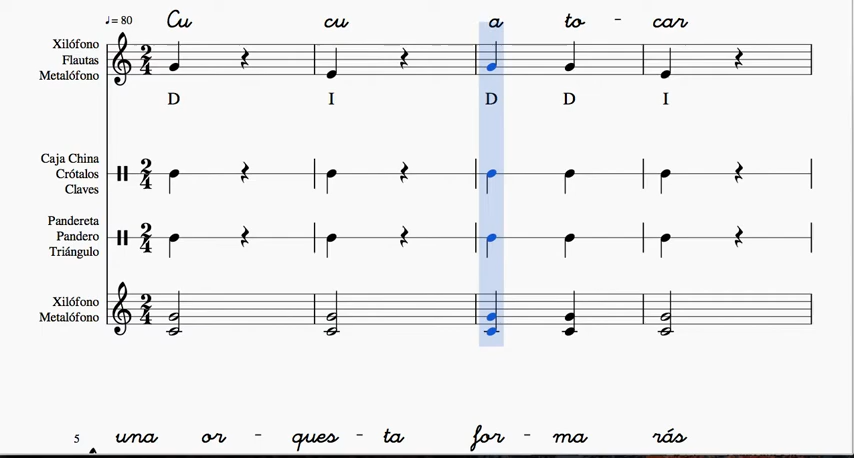 ♩= 80 Cu cu a to - car
Xilófono
Flautas
Metalófono
D I D D I
Caja China
Crótalos
Claves
Pandereta
Pandero
Triángulo
Xilófono
Metalófono
5 una or - ques - ta for - ma rás